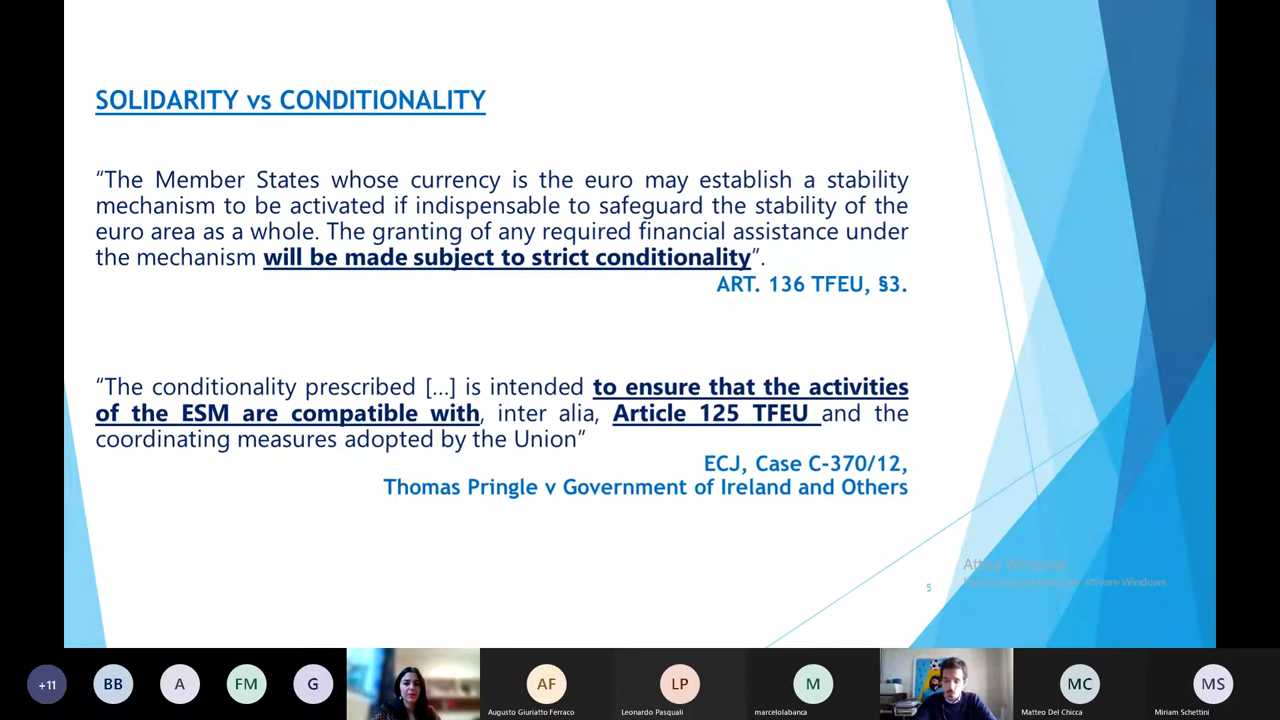 SOLIDARITY vs CONDITIONALITY
“The Member States whose currency is the euro may establish a stability
mechanism to be activated if indispensable to safeguard the stability of the
euro area as a whole. The granting of any required financial assistance under
the mechanism will be made subject to strict conditionality”.
ART. 136 TFEU, §3.
“The conditionality prescribed […] is intended to ensure that the activities
of the ESM are compatible with, inter alia, Article 125 TFEU and the
coordinating measures adopted by the Union”
ECJ, Case C-370/12,
Thomas Pringle v Government of Ireland and Others
Attiva Windows
attivare Windows.
5
+11
BB
A
FM
G
AF
LP
M
MC
MS
Augusto Giuriatto Ferraco
Leonardo Pasquali
marcelolabanca
Matteo Del Chicca
Miriam Schettini